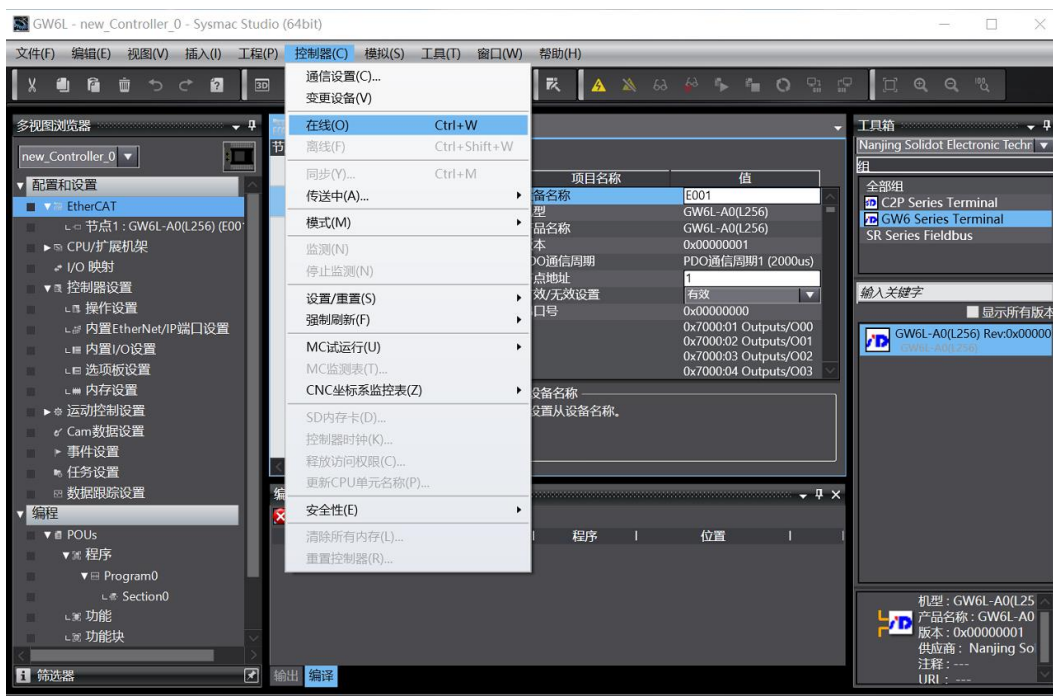 GW6L - new_Controller_0 - Sysmac Studio (64bit)
文件(F) 编辑(E) 视图(V) 插入(I) 工程(P) 控制器(C) 模拟(S) 工具(T) 窗口(W) 帮助(H)
3D
通信设置(C)...
变更设备(V)
在线(O) Ctrl+W
离线(F) Ctrl+Shift+W
同步(Y)... Ctrl+M
传送中(A)...
模式(M)
监测(N)
停止监测(N)
设置/重置(S)
强制刷新(F)
MC试运行(U)
MC监测表(T)...
CNC坐标系监控表(Z)
SD内存卡(D)...
控制器时钟(K)...
释放访问权限(C)...
更新CPU单元名称(P)...
安全性(E)
清除所有内存(L)...
重置控制器(R)...
多视图浏览器
new_Controller_0
配置和设置
EtherCAT
节点1 : GW6L-A0(L256) (E00
CPU/扩展机架
I/O 映射
控制器设置
操作设置
内置EtherNet/IP端口设置
内置I/O设置
选项板设置
内存设置
运动控制设置
Cam数据设置
事件设置
任务设置
数据跟踪设置
编程
POUs
程序
Program0
Section0
功能
功能块
筛选器
节
项目名称 值
备名称 E001
型 GW6L-A0(L256)
品名称 GW6L-A0(L256)
本 0x00000001
DO通信周期 PDO通信周期1 (2000us)
点地址 1
效/无效设置 有效
口号 0x00000000
0x7000:01 Outputs/O00
0x7000:02 Outputs/O01
0x7000:03 Outputs/O02
0x7000:04 Outputs/O03
设备名称
设置从设备名称。
编
程序 位置
输出 编译
工具箱
Nanjing Solidot Electronic Techr
组
全部组
C2P Series Terminal
GW6 Series Terminal
SR Series Fieldbus
输入关键字
显示所有版本
GW6L-A0(L256) Rev:0x00000
GW6L-A0(L256)
机型 : GW6L-A0(L25
产品名称 : GW6L-A0
版本 : 0x00000001
供应商 : Nanjing So
注释 : ---
URL : ---